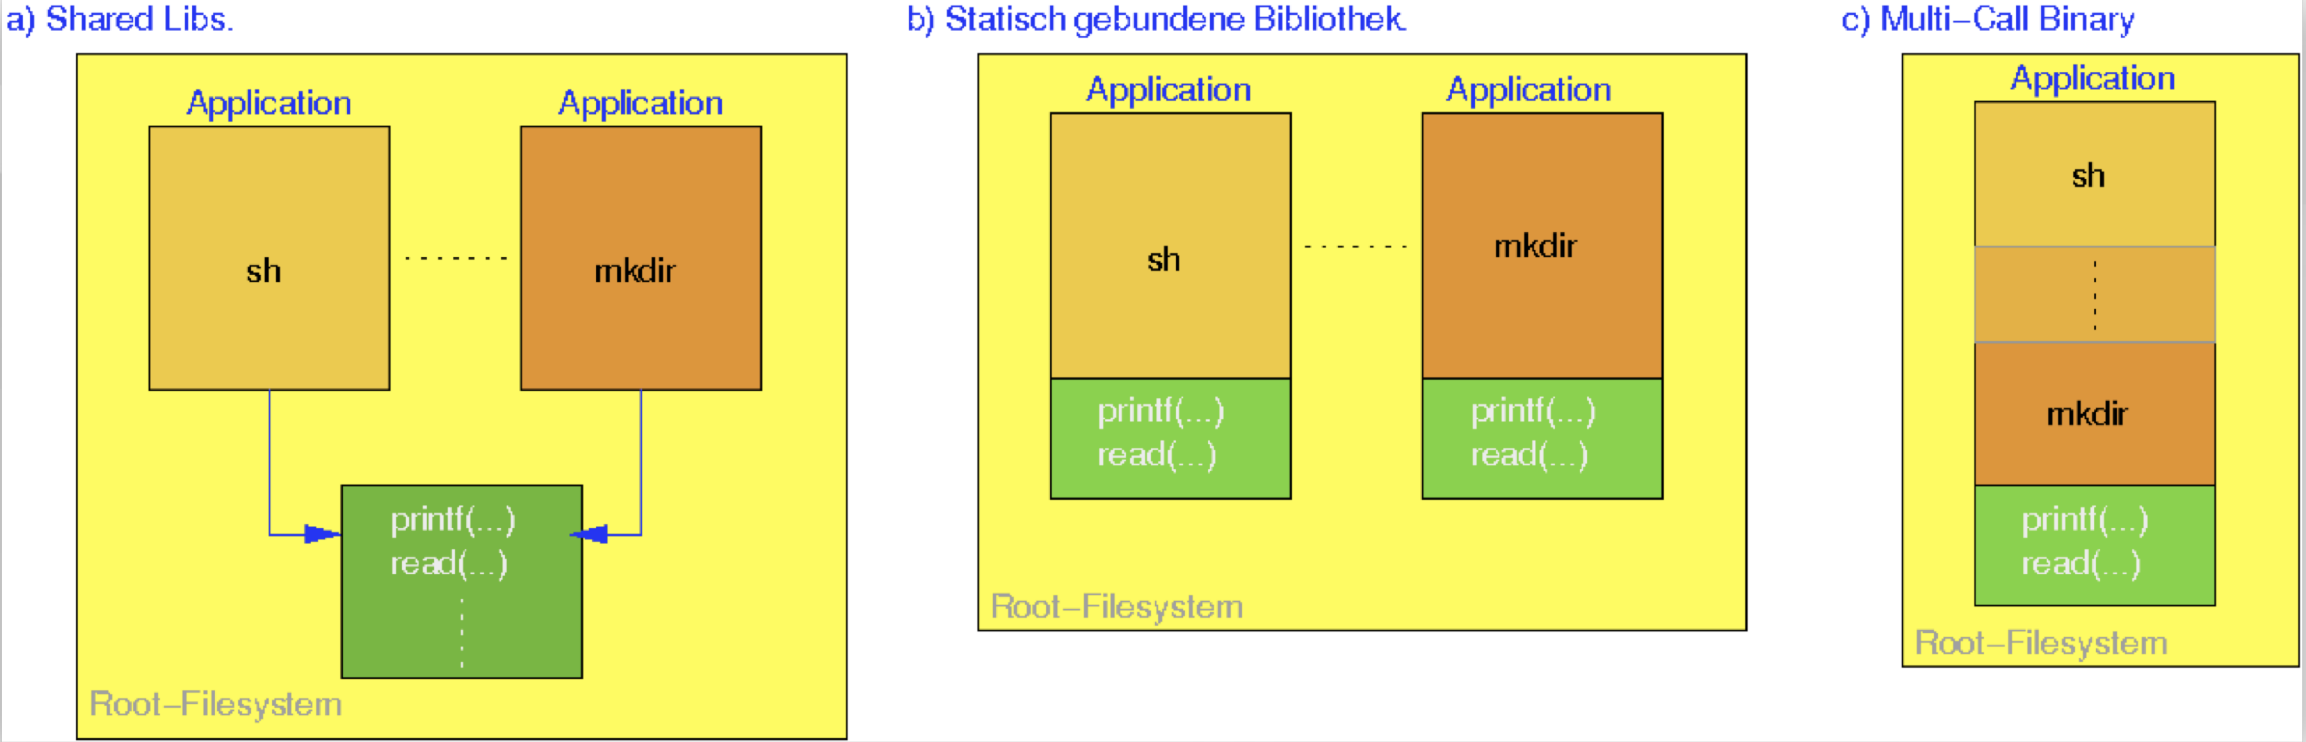 a) Shared Libs.
Application
Application
sh
mkdir
printf(...)
read(...)
Root-Filesystem
b) Statisch gebundene Bibliothek
Application
Application
sh
mkdir
printf(...)
read(...)
printf(...)
read(...)
Root-Filesystem
c) Multi-Call Binary
Application
sh
mkdir
printf(...)
read(...)
Root-Filesystem